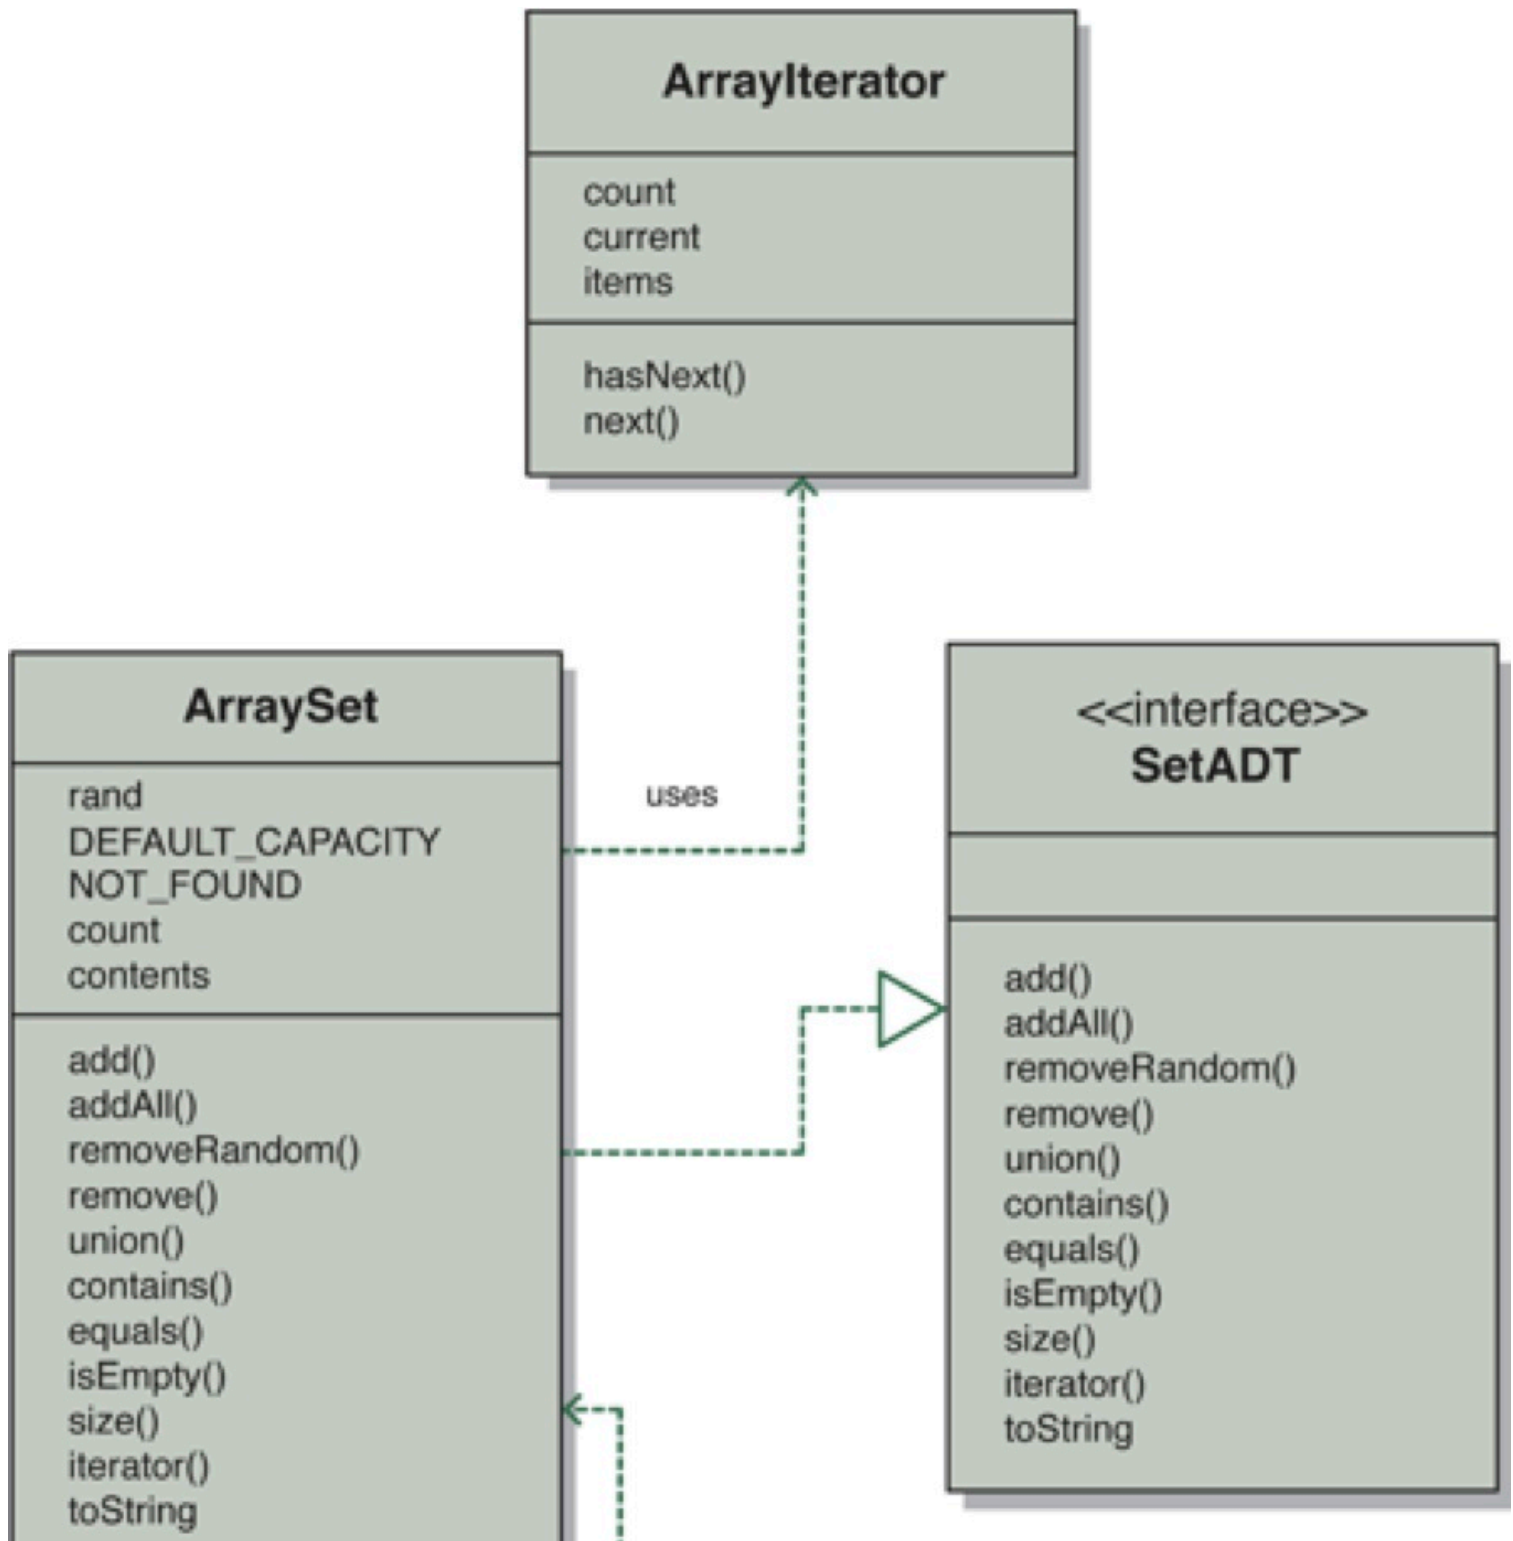 ArrayIterator
count
current
items
hasNext()
next()
ArraySet
rand
DEFAULT_CAPACITY
NOT_FOUND
count
contents
add()
addAll()
removeRandom()
remove()
union()
contains()
equals()
isEmpty()
size()
iterator()
toString
uses
<<interface>>
SetADT
add()
addAll()
removeRandom()
remove()
union()
contains()
equals()
isEmpty()
size()
iterator()
toString